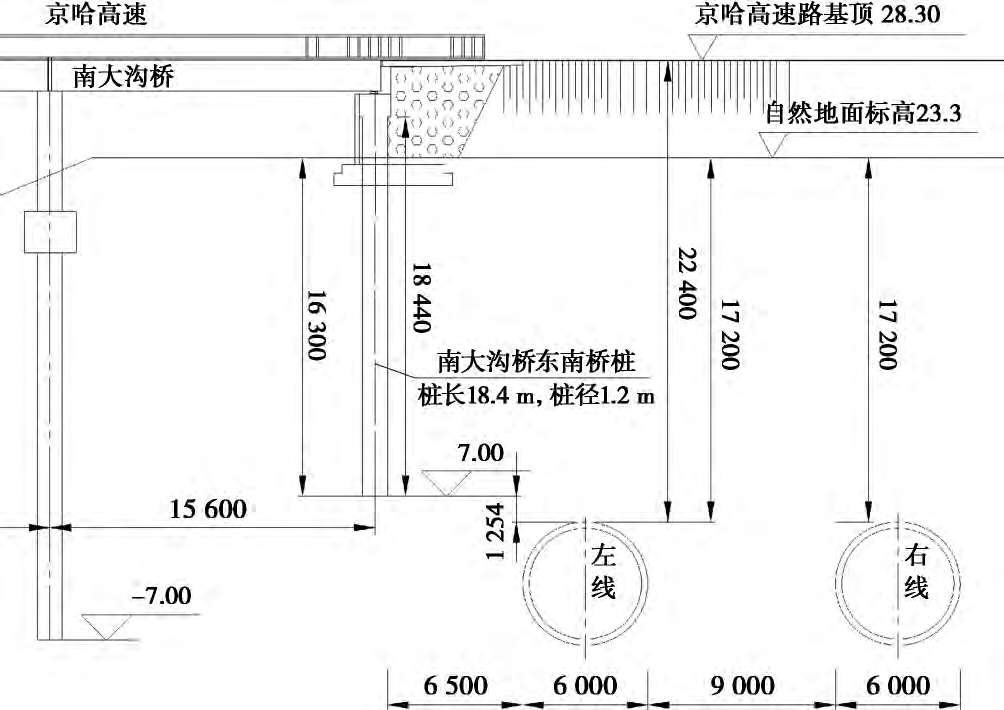 京哈高速
京哈高速路基顶 28.30
南大沟桥
自然地面标高23.3
16 300
18 440
22 400
17 200
17 200
南大沟桥东南桥桩
桩长18.4 m, 桩径1.2 m
7.00
15 600
1 254
左线
右线
-7.00
6 500
6 000
9 000
6 000